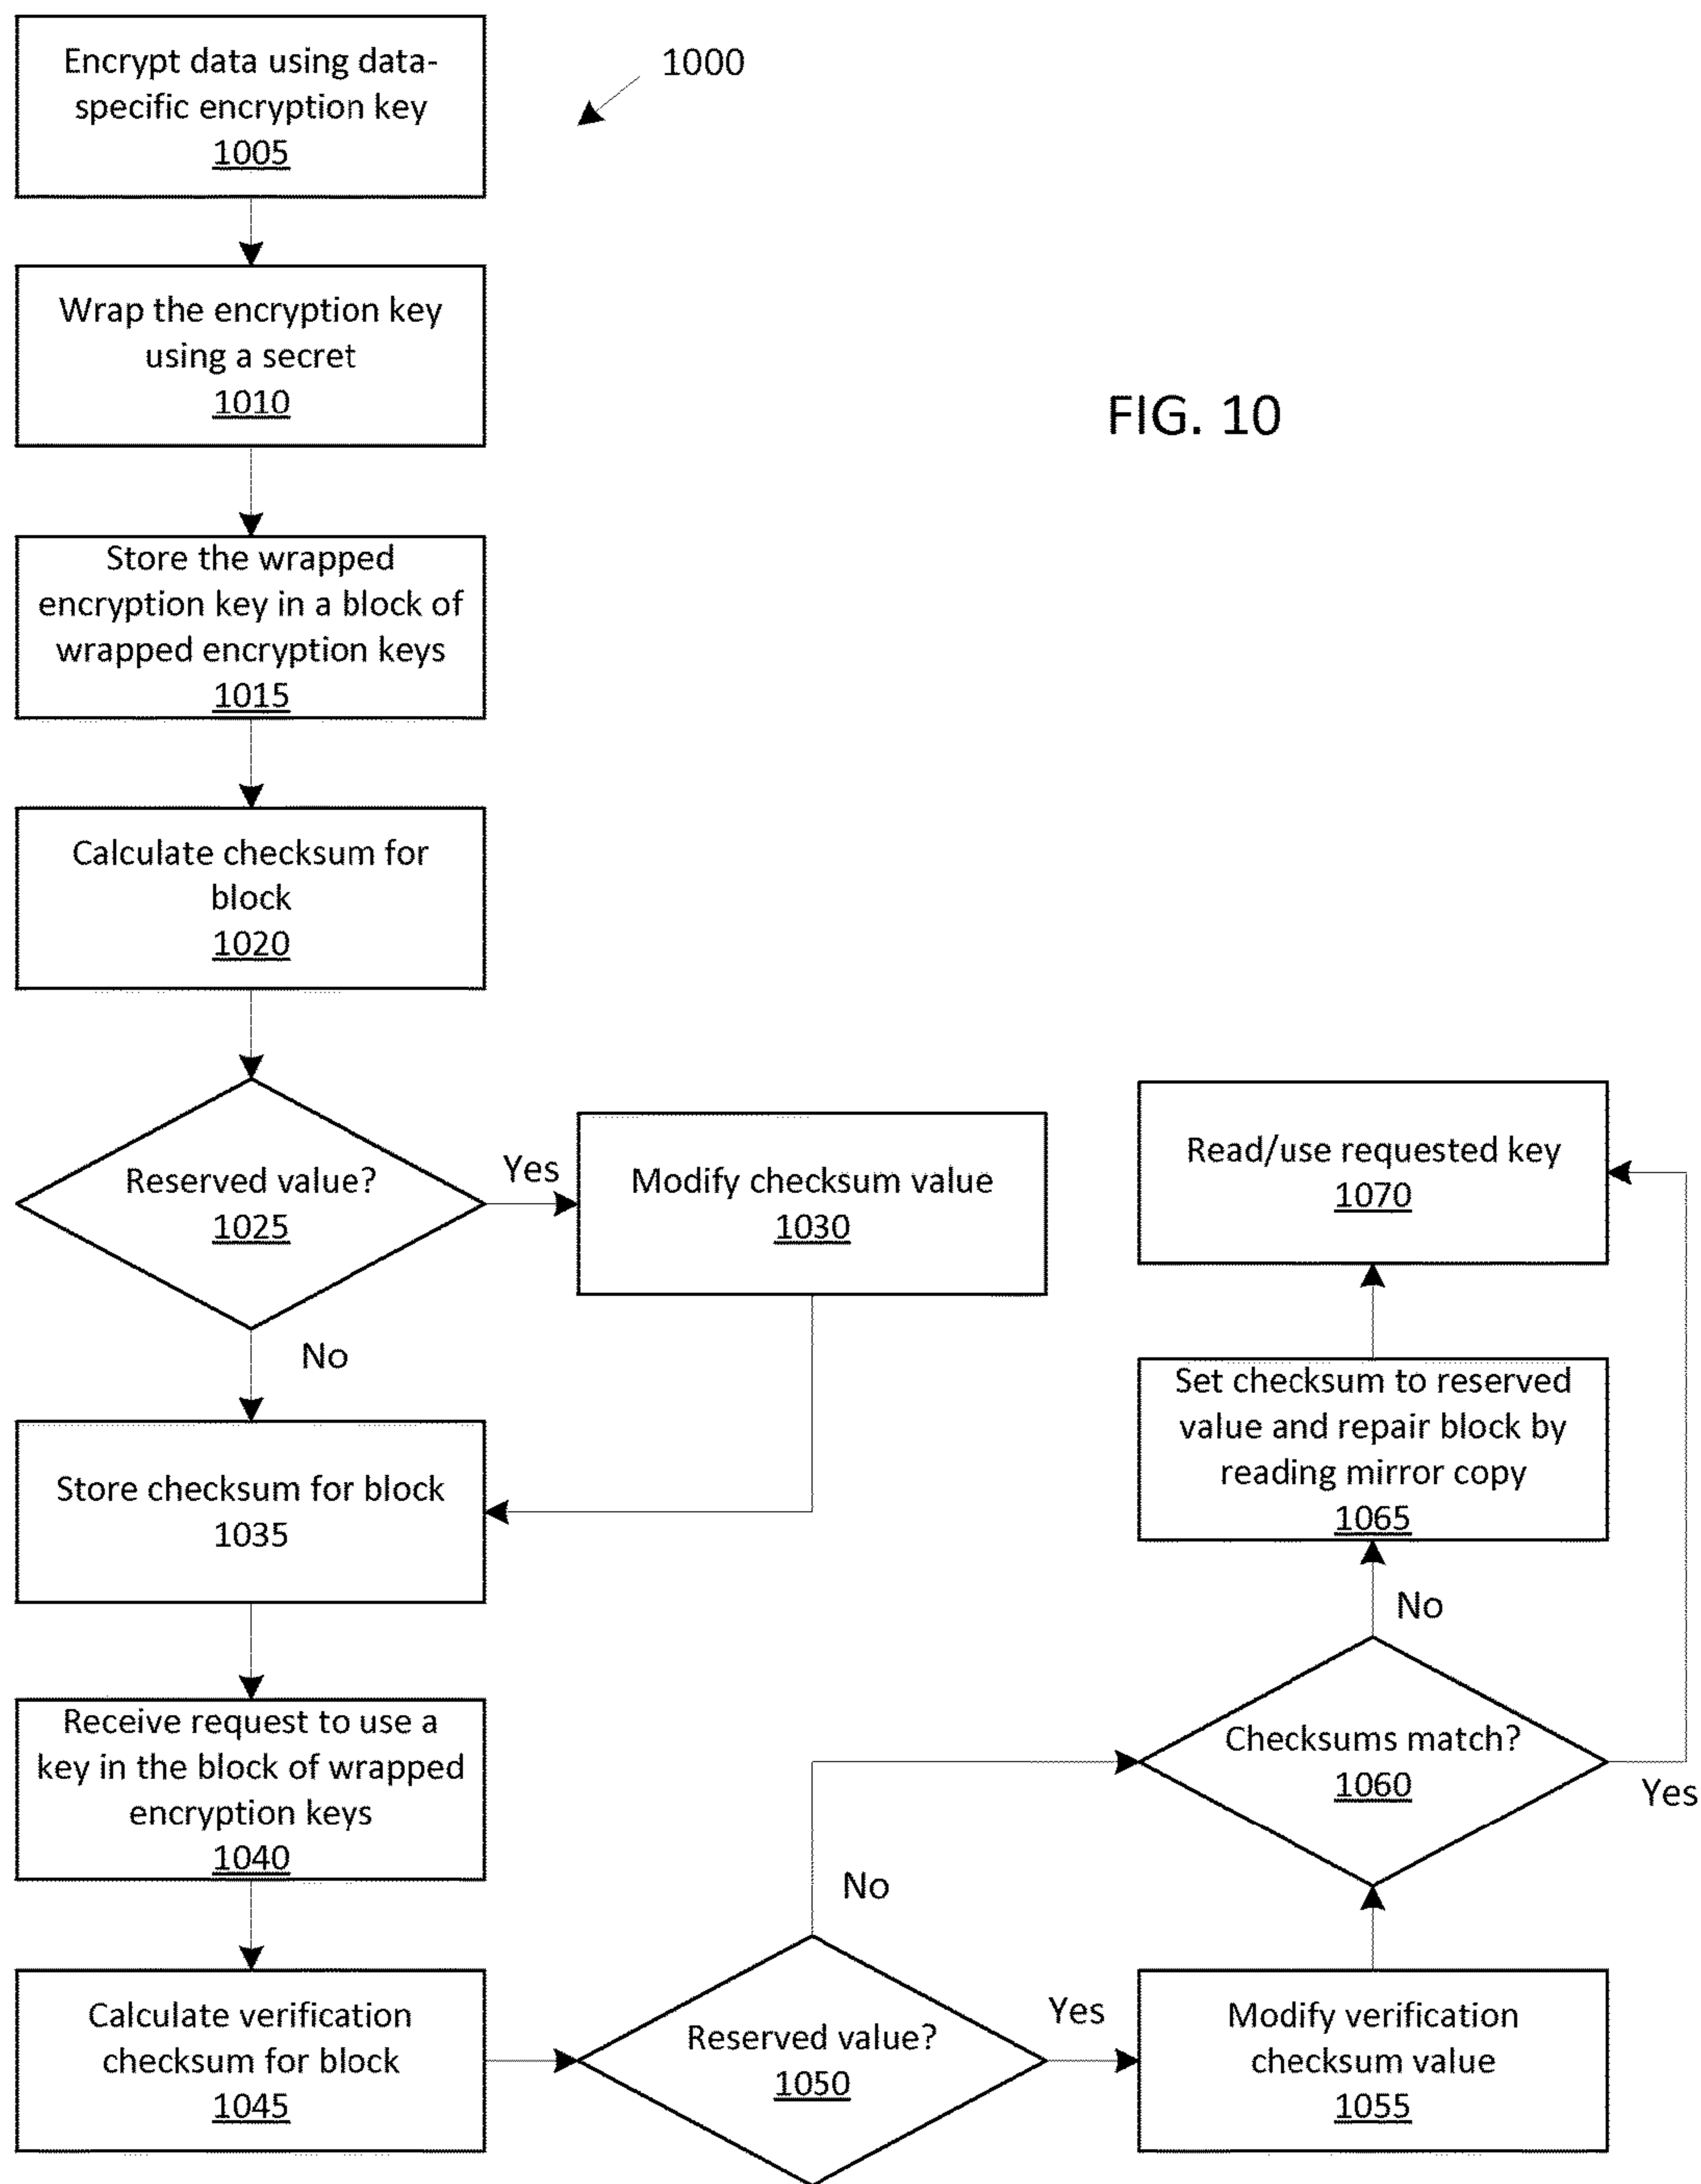 Encrypt data using data-
specific encryption key
1005
1000
Wrap the encryption key
using a secret
1010
FIG. 10
Store the wrapped
encryption key in a block of
wrapped encryption keys
1015
Calculate checksum for
block
1020
Reserved value?
1025
Yes
Modify checksum value
1030
No
Store checksum for block
1035
Receive request to use a
key in the block of wrapped
encryption keys
1040
Calculate verification
checksum for block
1045
Reserved value?
1050
No
Yes
Modify verification
checksum value
1055
Checksums match?
1060
Yes
No
Set checksum to reserved
value and repair block by
reading mirror copy
1065
Read/use requested key
1070